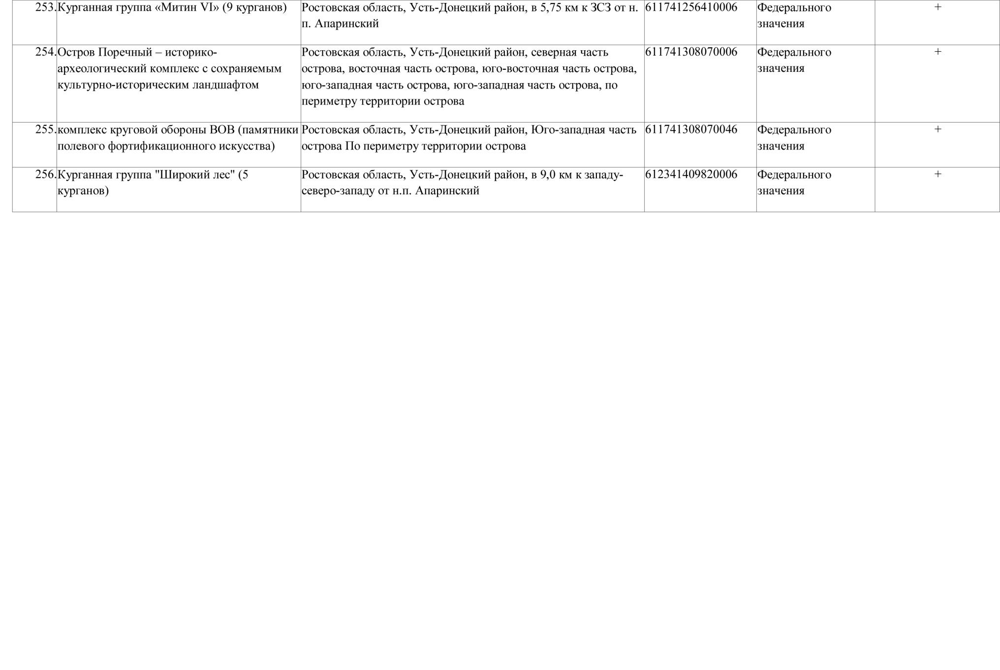 253. Курганная группа «Митин VI» (9 курганов) Ростовская область, Усть-Донецкий район, в 5,75 км к ЗСЗ от н. 611741256410006 Федерального +
п. Апаринский значения
254. Остров Поречный – историко- Ростовская область, Усть-Донецкий район, северная часть 611741308070006 Федерального +
археологический комплекс с сохраняемым острова, восточная часть острова, юго-восточная часть острова, значения
культурно-историческим ландшафтом юго-западная часть острова, юго-западная часть острова, по
периметру территории острова
255. комплекс круговой обороны ВОВ (памятники Ростовская область, Усть-Донецкий район, Юго-западная часть 611741308070046 Федерального +
полевого фортификационного искусства) острова По периметру территории острова значения
256. Курганная группа "Широкий лес" (5 Ростовская область, Усть-Донецкий район, в 9,0 км к западу- 612341409820006 Федерального +
курганов) северо-западу от н.п. Апаринский значения